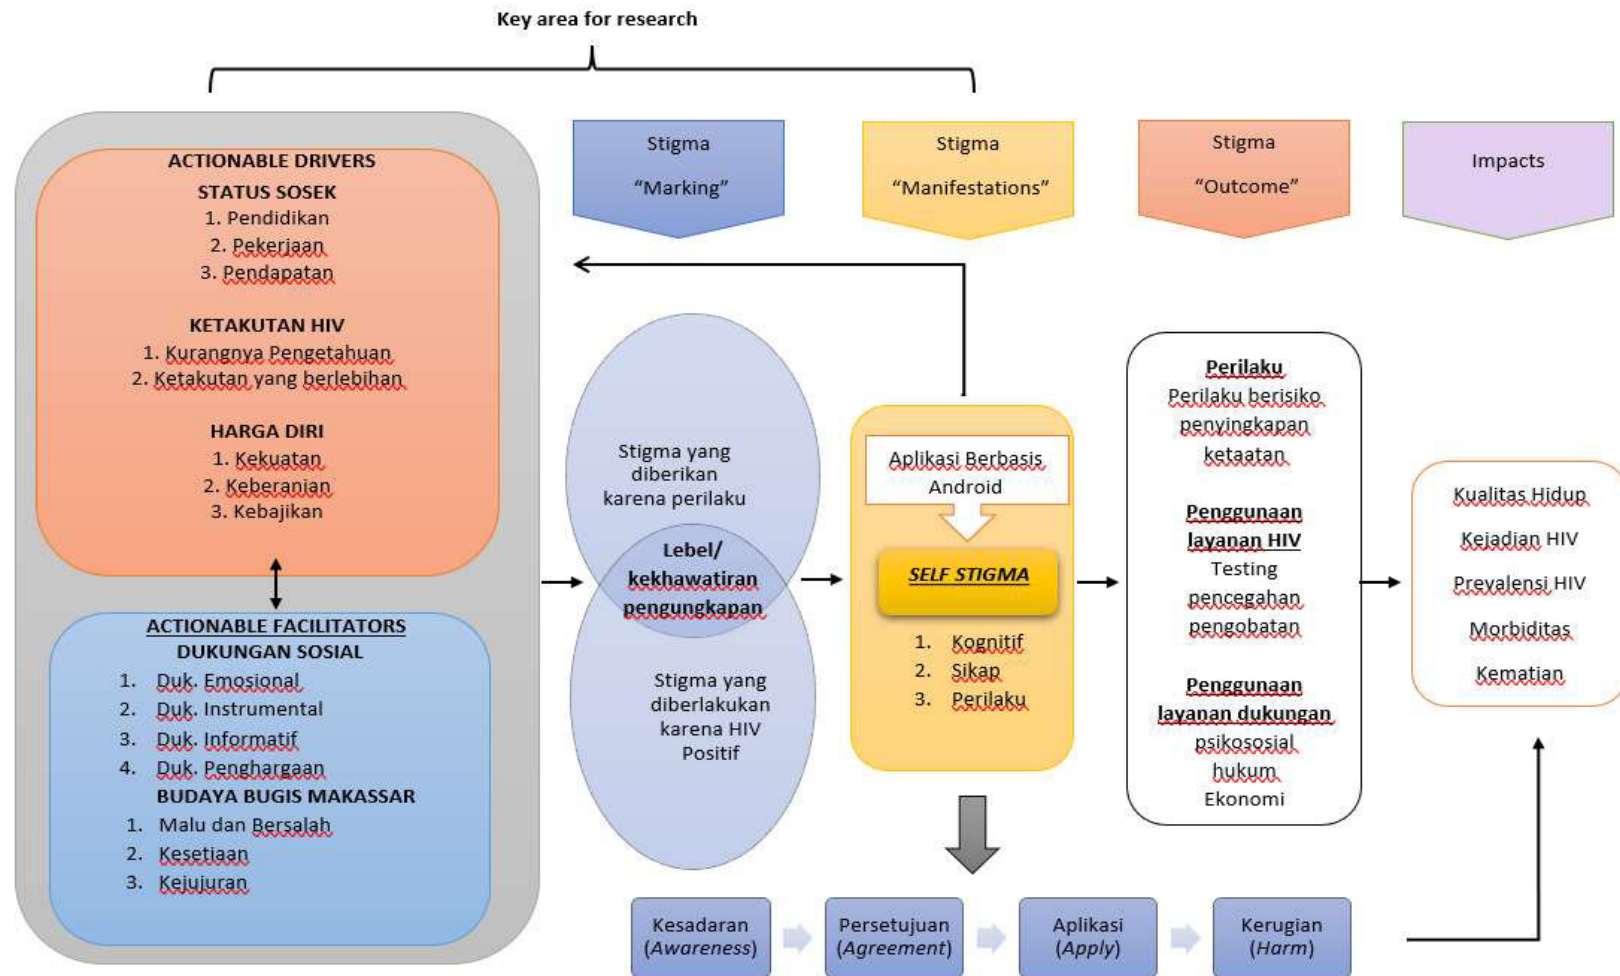 Key area for research
ACTIONABLE DRIVERS
STATUS SOSEK
1. Pendidikan
2. Pekerjaan
3. Pendapatan
KETAKUTAN HIV
1. Kurangnya Pengetahuan
2. Ketakutan yang berlebihan
HARGA DIRI
1. Kekuatan
2. Keberanian
3. Kebajikan
ACTIONABLE FACILITATORS
DUKUNGAN SOSIAL
1. Duk. Emosional
2. Duk. Instrumental
3. Duk. Informatif
4. Duk. Penghargaan
BUDAYA BUGIS MAKASSAR
1. Malu dan Bersalah
2. Kesetiaan
3. Kejujuran
Stigma
“Marking”
Stigma yang
diberikan
karena perilaku
Lebel/
kekhawatiran
pengungkapan
Stigma yang
diberlakukan
karena HIV
Positif
Stigma
“Manifestations”
Aplikasi Berbasis
Android
SELF STIGMA
1. Kognitif
2. Sikap
3. Perilaku
Stigma
“Outcome”
Perilaku
Perilaku berisiko
penyingkapan
ketaatan
Penggunaan
layanan HIV
Testing
pencegahan
pengobatan
Penggunaan
layanan dukungan
psikososial
hukum
Ekonomi
Impacts
Kualitas Hidup
Kejadian HIV
Prevalensi HIV
Morbiditas
Kematian
Kesadaran
(Awareness)
Persetujuan
(Agreement)
Aplikasi
(Apply)
Kerugian
(Harm)